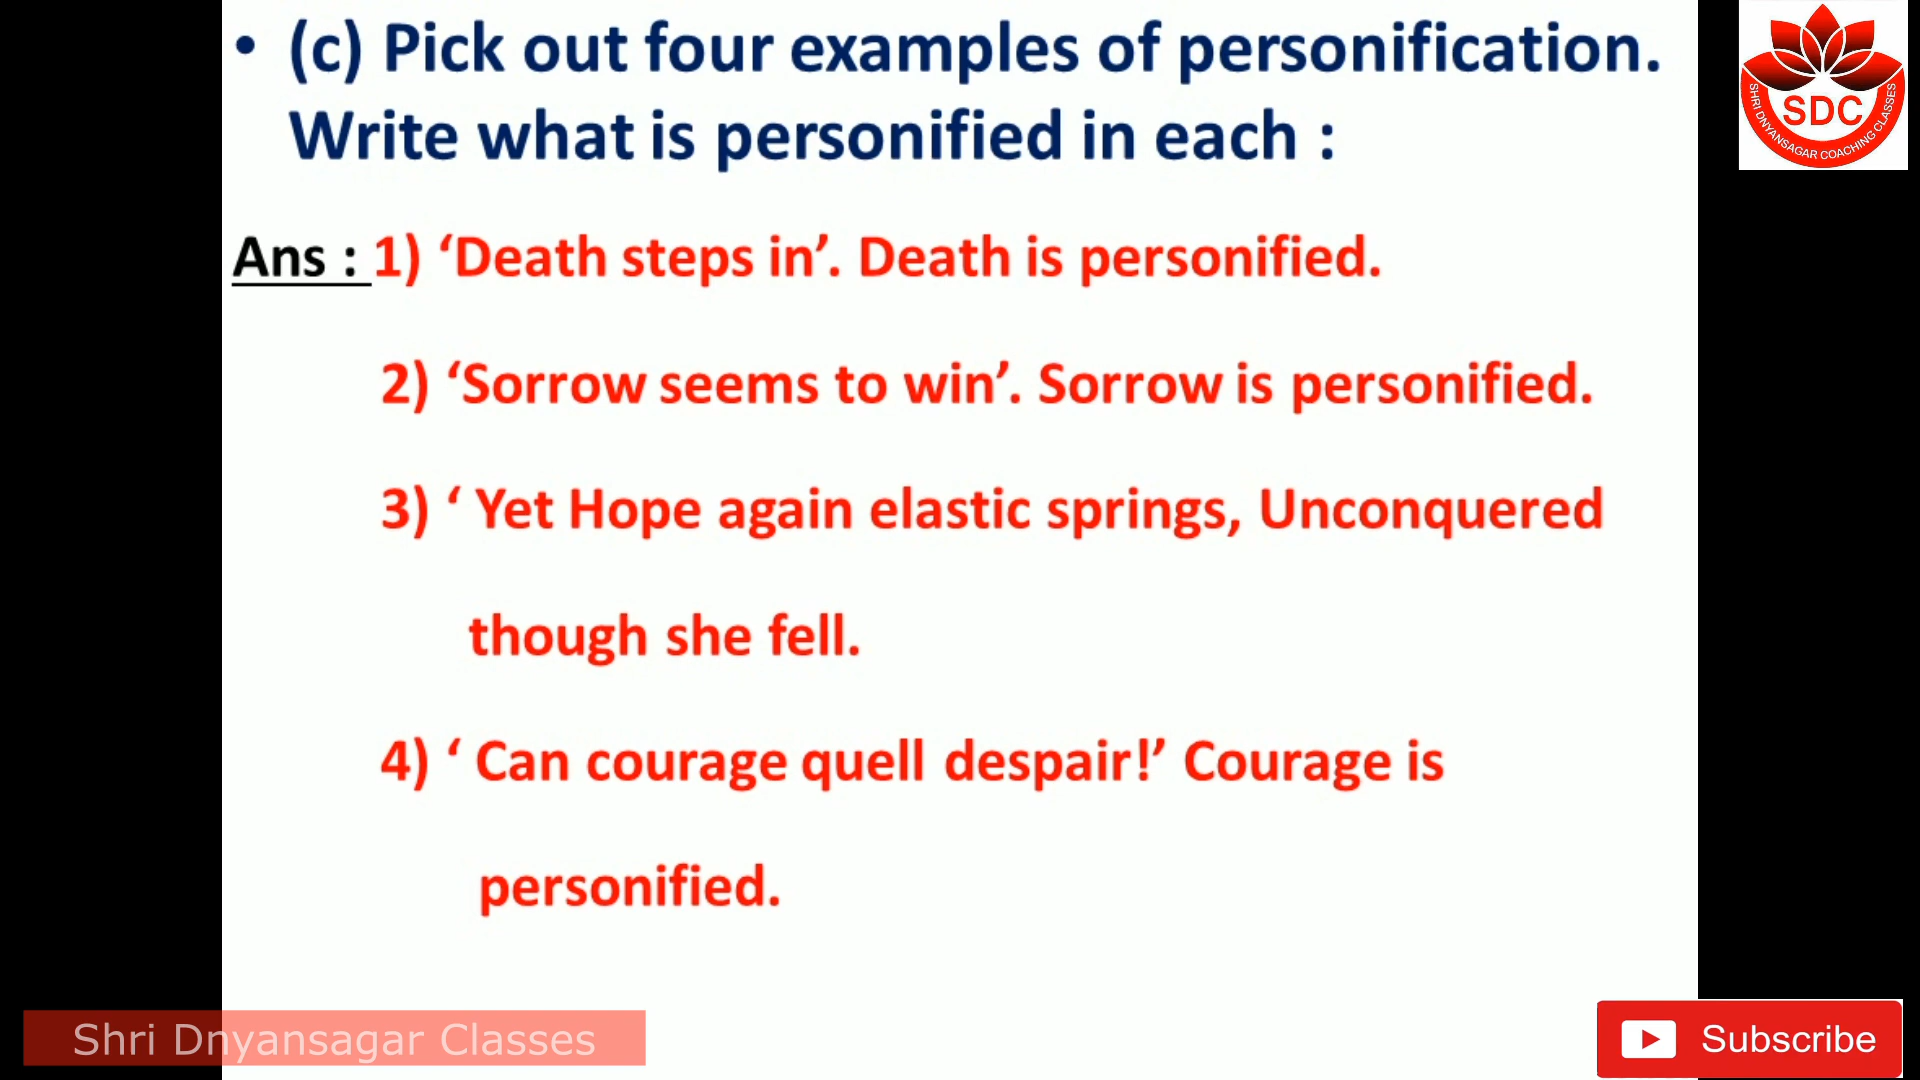 • (c) Pick out four examples of personification.
Write what is personified in each :
Ans : 1) ‘Death steps in’. Death is personified.
2) ‘Sorrow seems to win’. Sorrow is personified.
3) ‘ Yet Hope again elastic springs, Unconquered
though she fell.
4) ‘ Can courage quell despair!’ Courage is
personified.
SDC
SHRI DNYANSAGAR COACHING CLASSES
Shri Dnyansagar Classes
Subscribe